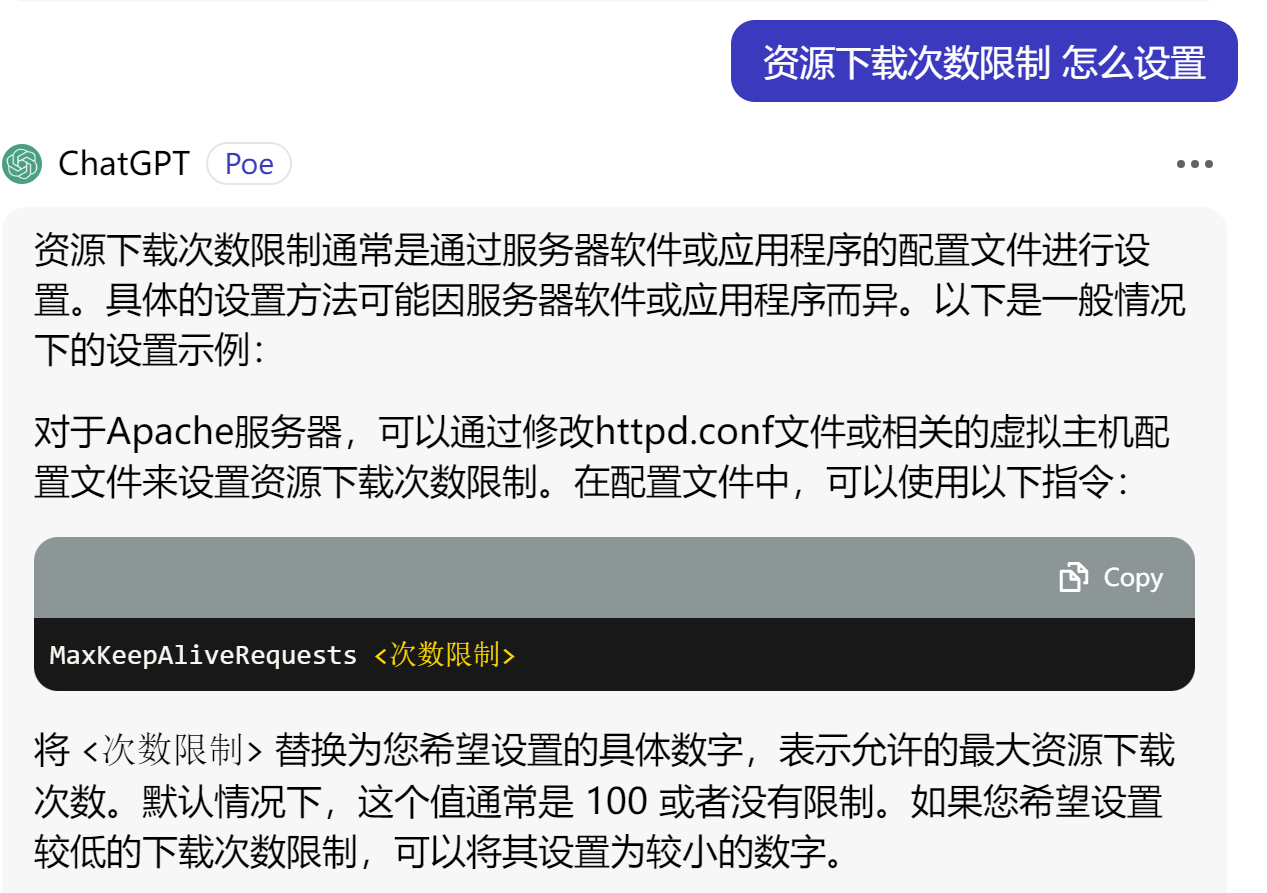 资源下载次数限制 怎么设置
ChatGPT Poe
资源下载次数限制通常是通过服务器软件或应用程序的配置文件进行设
置。具体的设置方法可能因服务器软件或应用程序而异。以下是一般情况
下的设置示例：
对于Apache服务器，可以通过修改httpd.conf文件或相关的虚拟主机配
置文件来设置资源下载次数限制。在配置文件中，可以使用以下指令：
Copy
MaxKeepAliveRequests <次数限制>
将 <次数限制> 替换为您希望设置的具体数字，表示允许的最大资源下载
次数。默认情况下，这个值通常是 100 或者没有限制。如果您希望设置
较低的下载次数限制，可以将其设置为较小的数字。